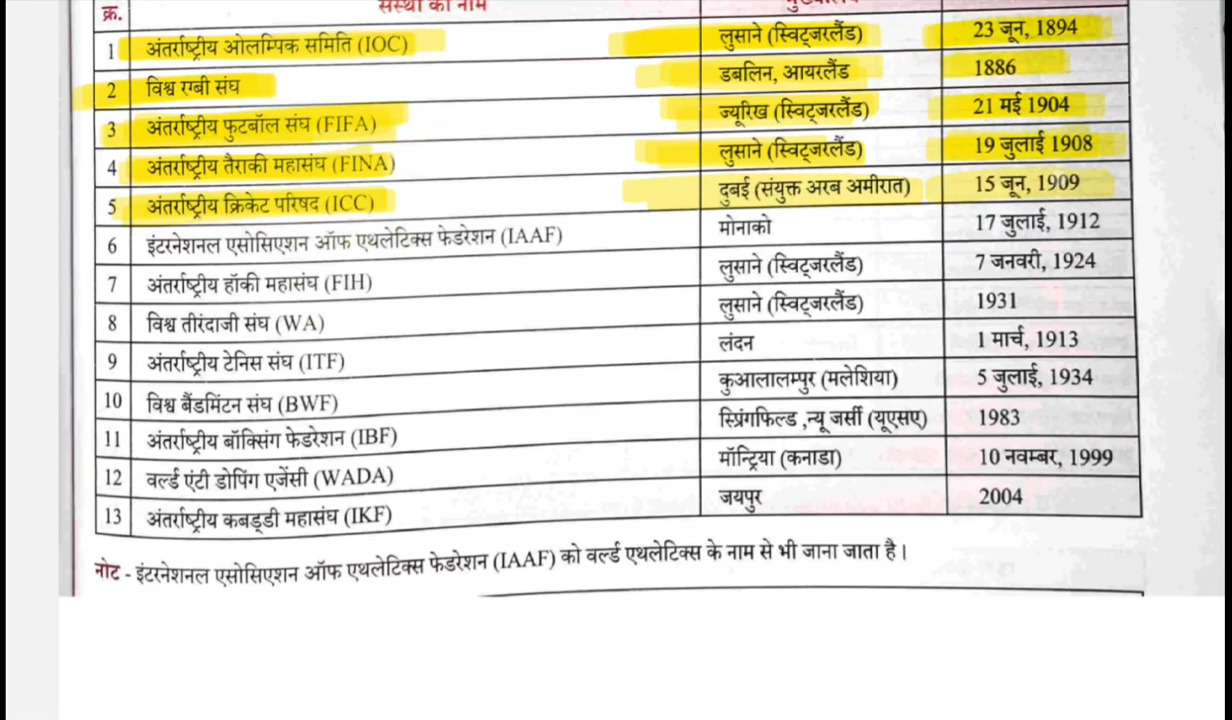 क्र. संस्था का नाम मुख्यालय
1 अंतर्राष्ट्रीय ओलम्पिक समिति (IOC) लुसाने (स्विट्जरलैंड) 23 जून, 1894
2 विश्व रग्बी संघ डबलिन, आयरलैंड 1886
3 अंतर्राष्ट्रीय फुटबॉल संघ (FIFA) ज्यूरिख (स्विट्जरलैंड) 21 मई 1904
4 अंतर्राष्ट्रीय तैराकी महासंघ (FINA) लुसाने (स्विट्जरलैंड) 19 जुलाई 1908
5 अंतर्राष्ट्रीय क्रिकेट परिषद (ICC) दुबई (संयुक्त अरब अमीरात) 15 जून, 1909
6 इंटरनेशनल एसोसिएशन ऑफ एथलेटिक्स फेडरेशन (IAAF) मोनाको 17 जुलाई, 1912
7 अंतर्राष्ट्रीय हॉकी महासंघ (FIH) लुसाने (स्विट्जरलैंड) 7 जनवरी, 1924
8 विश्व तीरंदाजी संघ (WA) लुसाने (स्विट्जरलैंड) 1931
9 अंतर्राष्ट्रीय टेनिस संघ (ITF) लंदन 1 मार्च, 1913
10 विश्व बैंडमिंटन संघ (BWF) कुआलालम्पुर (मलेशिया) 5 जुलाई, 1934
11 अंतर्राष्ट्रीय बॉक्सिंग फेडरेशन (IBF) स्प्रिंगफिल्ड ,न्यू जर्सी (यूएसए) 1983
12 वर्ल्ड एंटी डोपिंग एजेंसी (WADA) मॉन्ट्रिया (कनाडा) 10 नवम्बर, 1999
13 अंतर्राष्ट्रीय कबड्डी महासंघ (IKF) जयपुर 2004
नोट - इंटरनेशनल एसोसिएशन ऑफ एथलेटिक्स फेडरेशन (IAAF) को वर्ल्ड एथलेटिक्स के नाम से भी जाना जाता है।